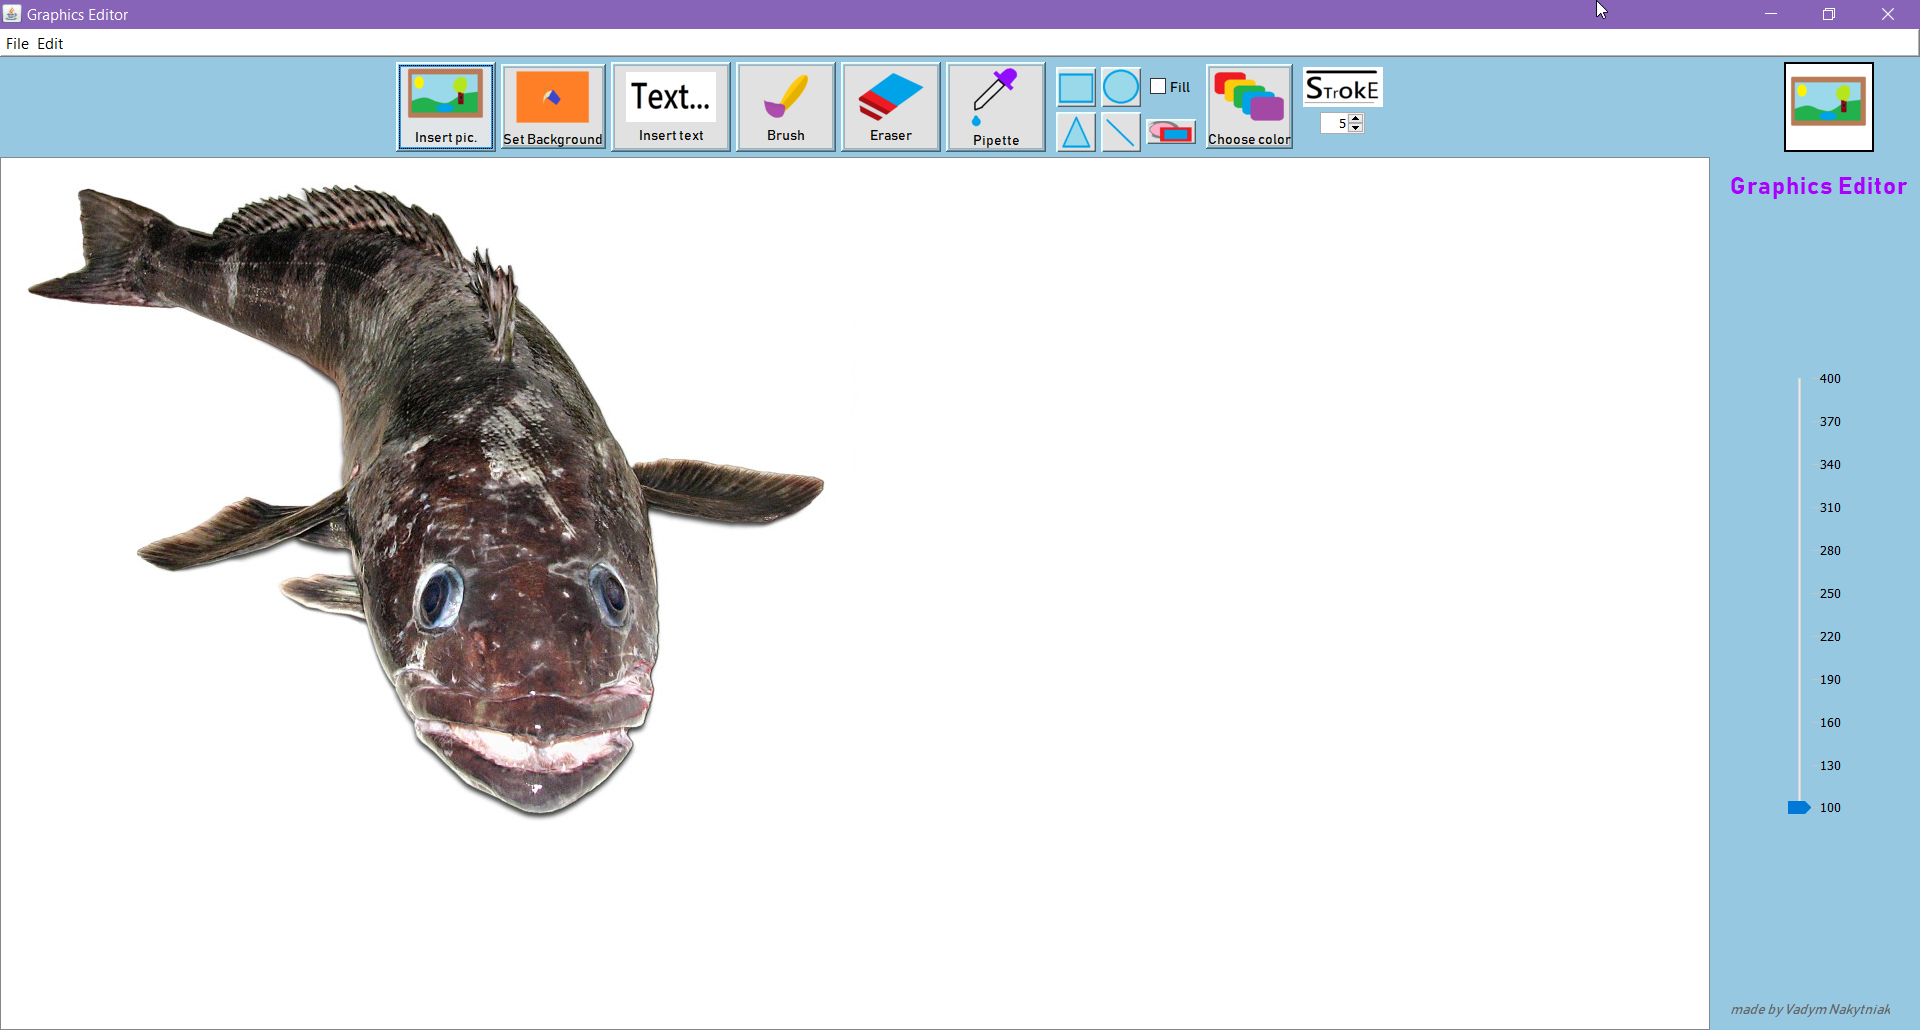 Graphics Editor
File Edit
Insert pic.
Set Background
Text...
Insert text
Brush
Eraser
Pipette
Fill
Choose color
STrokE
5
Graphics Editor
400
370
340
310
280
250
220
190
160
130
100
made by Vadym Nakytniak